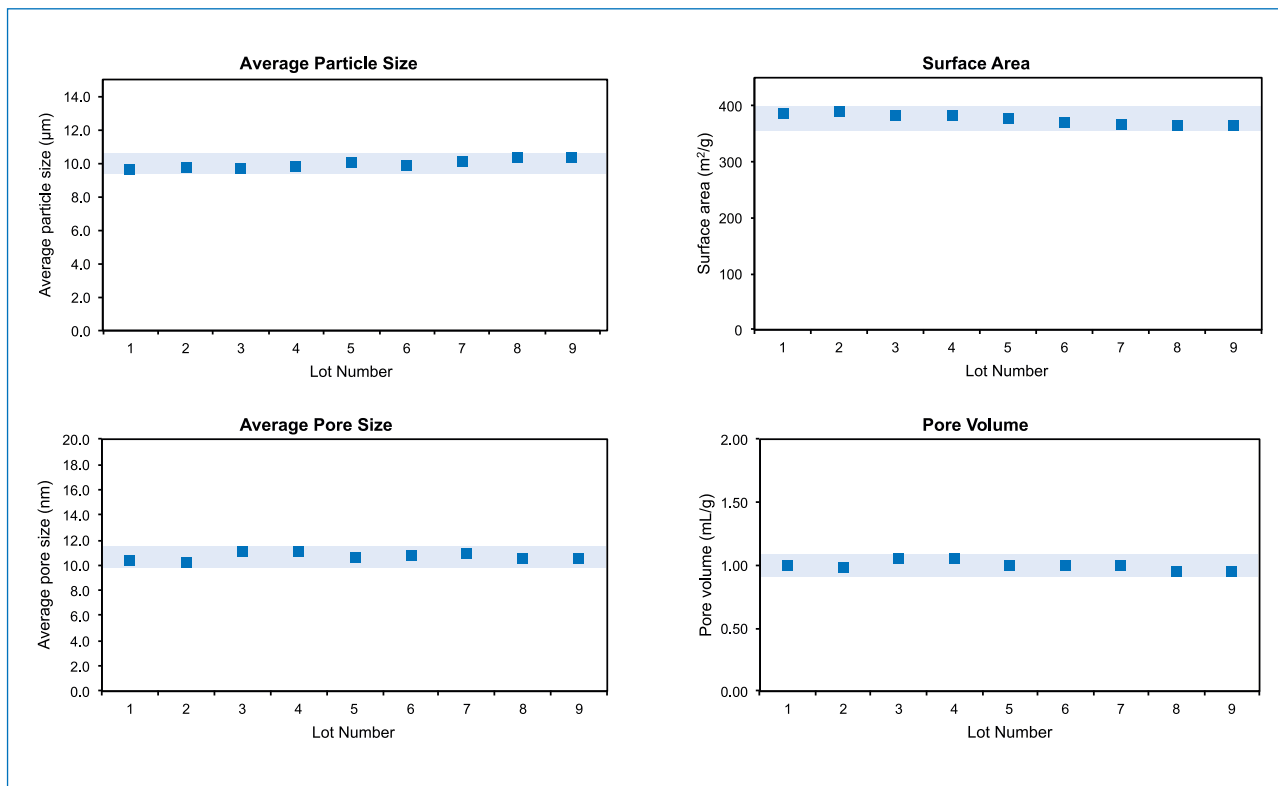 Average Particle Size
Average particle size (µm)
14.0
12.0
10.0
8.0
6.0
4.0
2.0
0.0
1 2 3 4 5 6 7 8 9
Lot Number
Surface Area
Surface area (m²/g)
400
300
200
100
0
1 2 3 4 5 6 7 8 9
Lot Number
Average Pore Size
Average pore size (nm)
20.0
18.0
16.0
14.0
12.0
10.0
8.0
6.0
4.0
2.0
0.0
1 2 3 4 5 6 7 8 9
Lot Number
Pore Volume
Pore volume (mL/g)
2.00
1.50
1.00
0.50
0.00
1 2 3 4 5 6 7 8 9
Lot Number